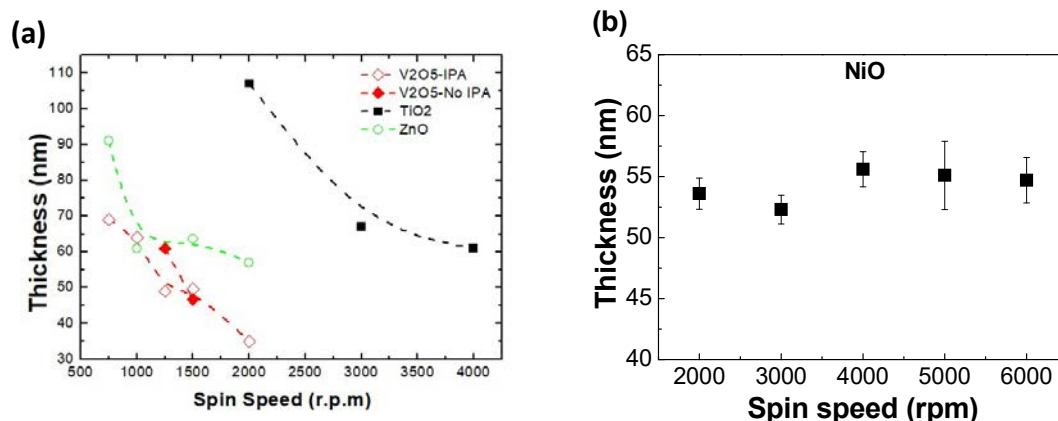 (a)
110
100
90
80
70
60
50
40
30
Thickness (nm)
V2O5-IPA
V2O5-No IPA
TiO2
ZnO
500 1000 1500 2000 2500 3000 3500 4000
Spin Speed (r.p.m)
(b)
65
60
55
50
45
40
Thickness (nm)
NiO
2000 3000 4000 5000 6000
Spin speed (rpm)